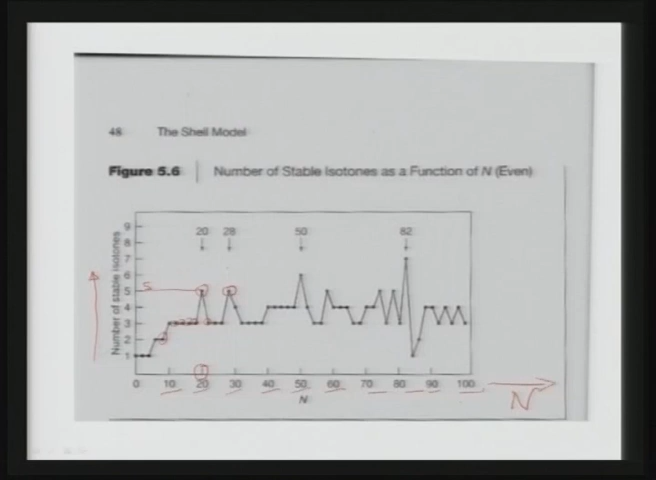 48 The Shell Model
Figure 5.6 Number of Stable Isotones as a Function of N (Even)
20 28 50 82
9
8
7
6
5
5
4
3
2
1
Number of stable isotones
0 10 20 30 40 50 60 70 80 90 100
N
N